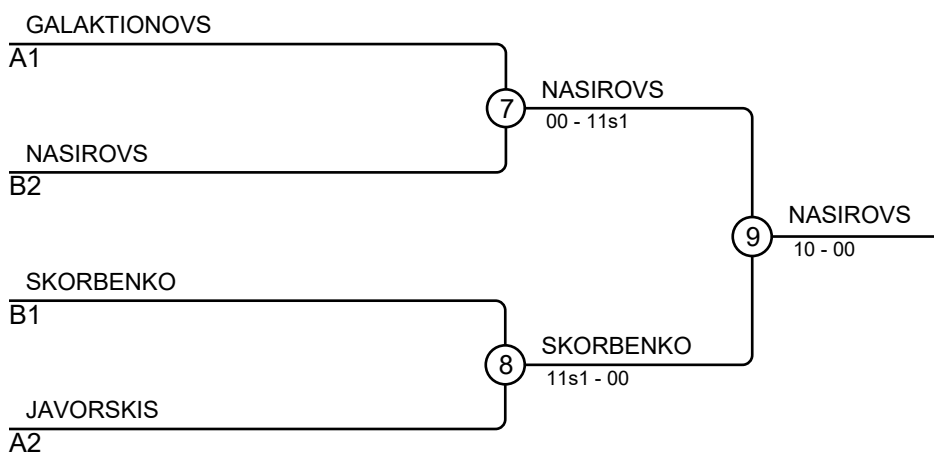 GALAKTIONOVS
A1
7
NASIROVS
00 - 11s1
NASIROVS
B2
9
NASIROVS
10 - 00
SKORBENKO
B1
8
SKORBENKO
11s1 - 00
JAVORSKIS
A2